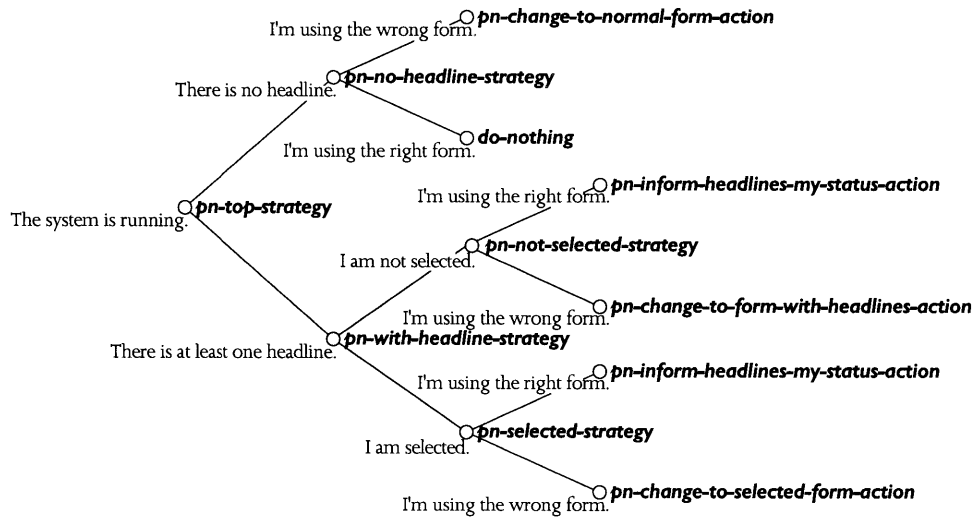 pn-change-to-normal-form-action
I'm using the wrong form.
pn-no-headline-strategy
There is no headline.
do-nothing
I'm using the right form.
pn-inform-headlines-my-status-action
I'm using the right form.
pn-top-strategy
The system is running.
pn-not-selected-strategy
I am not selected.
pn-change-to-form-with-headlines-action
I'm using the wrong form.
pn-with-headline-strategy
There is at least one headline.
pn-inform-headlines-my-status-action
I'm using the right form.
pn-selected-strategy
I am selected.
pn-change-to-selected-form-action
I'm using the wrong form.